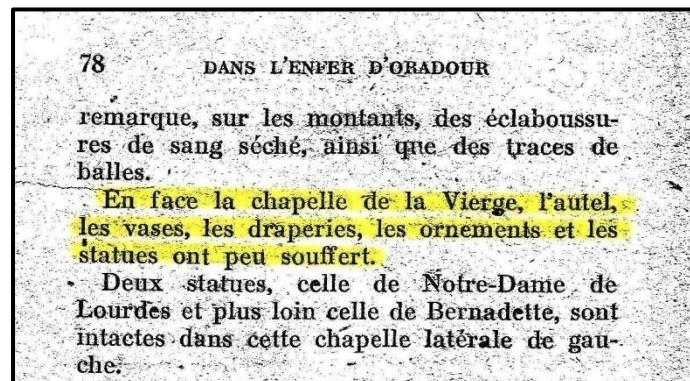 78 DANS L'ENFER D'ORADOUR
remarque, sur les montants, des éclaboussu-
res de sang séché, ainsi que des traces de
balles.
En face la chapelle de la Vierge, l'autel,
les vases, les draperies, les ornements et les
statues ont peu souffert.
Deux statues, celle de Notre-Dame de
Lourdes et plus loin celle de Bernadette, sont
intactes dans cette chapelle latérale de gau-
che.